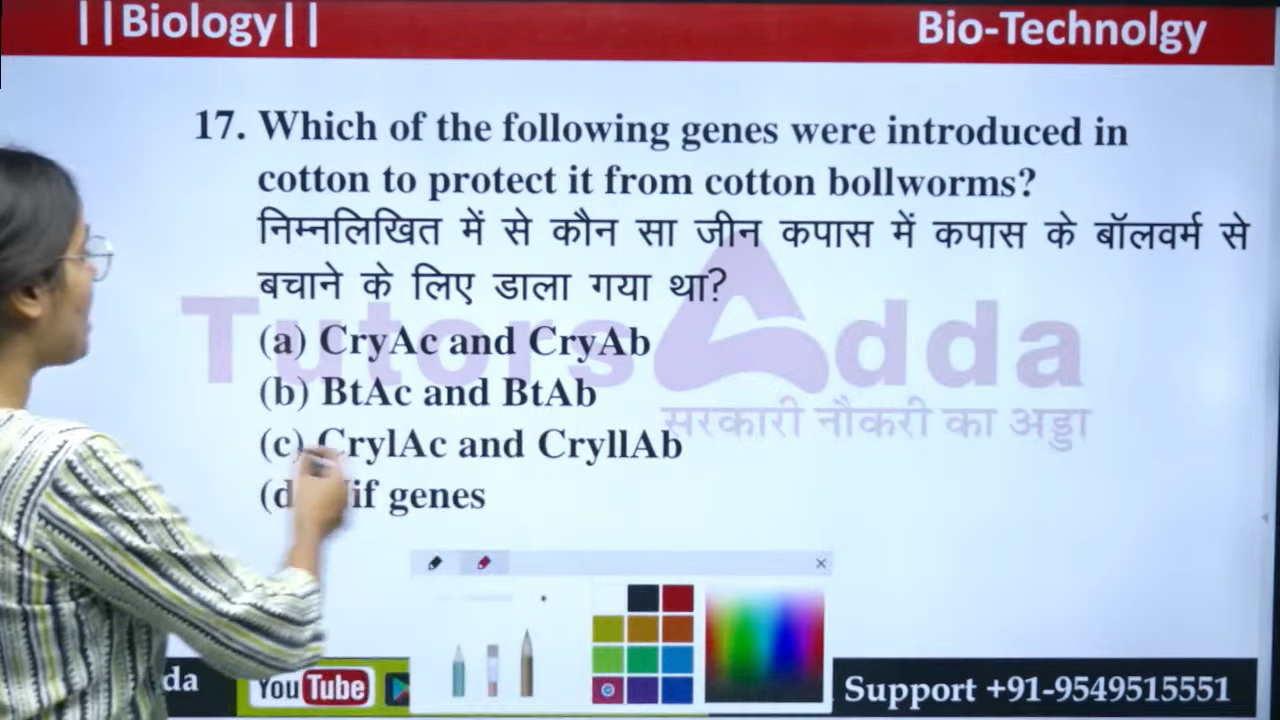 ||Biology||
Bio-Technolgy
17. Which of the following genes were introduced in
cotton to protect it from cotton bollworms?
निम्नलिखित में से कौन सा जीन कपास में कपास के बॉलवर्म से
बचाने के लिए डाला गया था?
(a) CryAc and CryAb
(b) BtAc and BtAb
(c) CrylAc and CryllAb
(d if genes
TutorsAdda
सरकारी नौकरी का अड्डा
da
YouTube
Support +91-9549515551